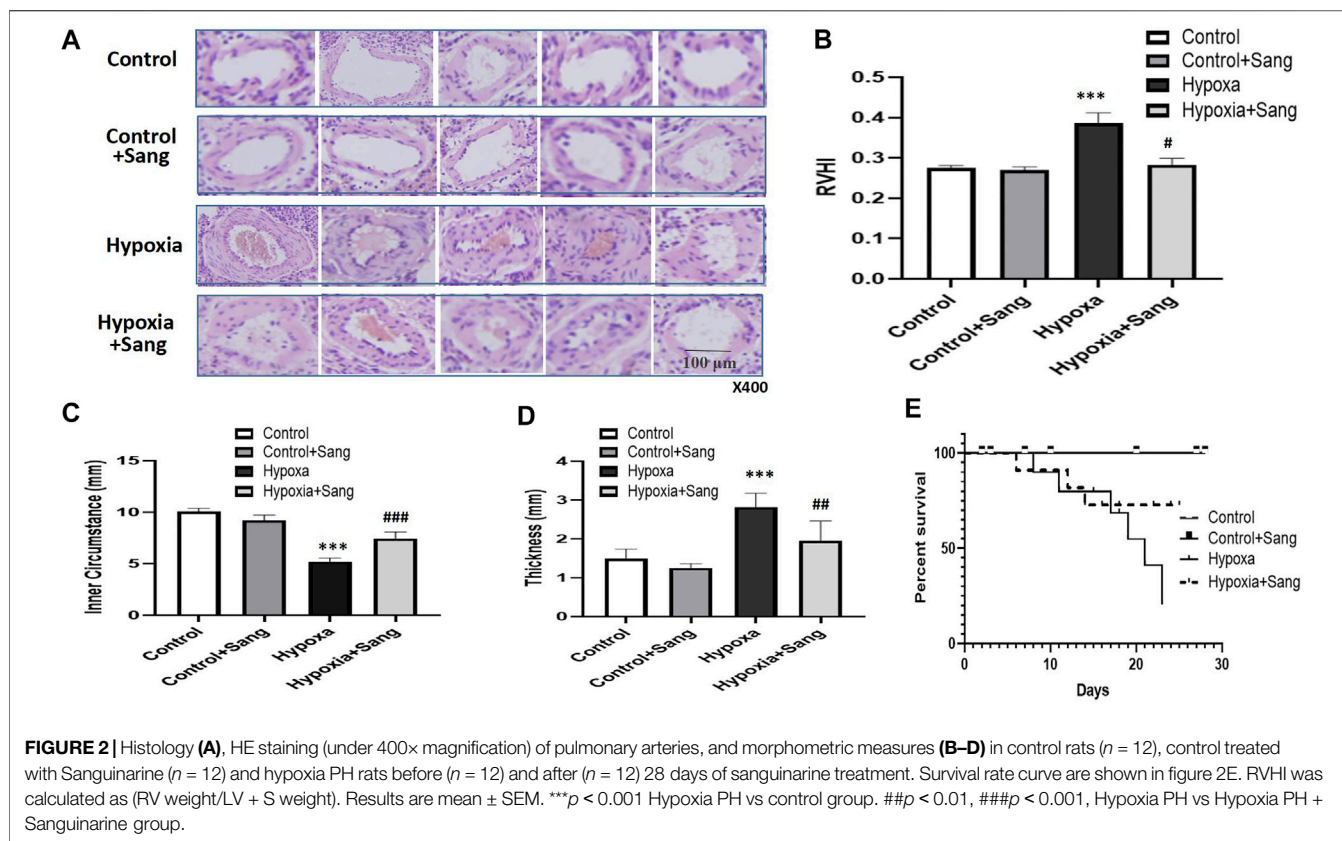 A
Control
Control
+Sang
Hypoxia
Hypoxia
+Sang
100 μm
X400
B
Control
Control+Sang
Hypoxa
Hypoxia+Sang
RVHI
0.5
0.4
0.3
0.2
0.1
0.0
***
#
Control
Control+Sang
Hypoxa
Hypoxia+Sang
C
Control
Control+Sang
Hypoxa
Hypoxia+Sang
Inner Circumstance (mm)
15
10
5
0
***
###
Control
Control+Sang
Hypoxa
Hypoxia+Sang
D
Control
Control+Sang
Hypoxa
Hypoxia+Sang
Thickness (mm)
4
3
2
1
0
***
##
Control
Control+Sang
Hypoxa
Hypoxia+Sang
E
Percent survival
100
50
0
0
10
20
30
Days
Control
Control+Sang
Hypoxa
Hypoxia+Sang
FIGURE 2 | Histology (A), HE staining (under 400× magnification) of pulmonary arteries, and morphometric measures (B–D) in control rats (n = 12), control treated
with Sanguinarine (n = 12) and hypoxia PH rats before (n = 12) and after (n = 12) 28 days of sanguinarine treatment. Survival rate curve are shown in figure 2E. RVHI was
calculated as (RV weight/LV + S weight). Results are mean ± SEM. ***p < 0.001 Hypoxia PH vs control group. ##p < 0.01, ###p < 0.001, Hypoxia PH vs Hypoxia PH +
Sanguinarine group.